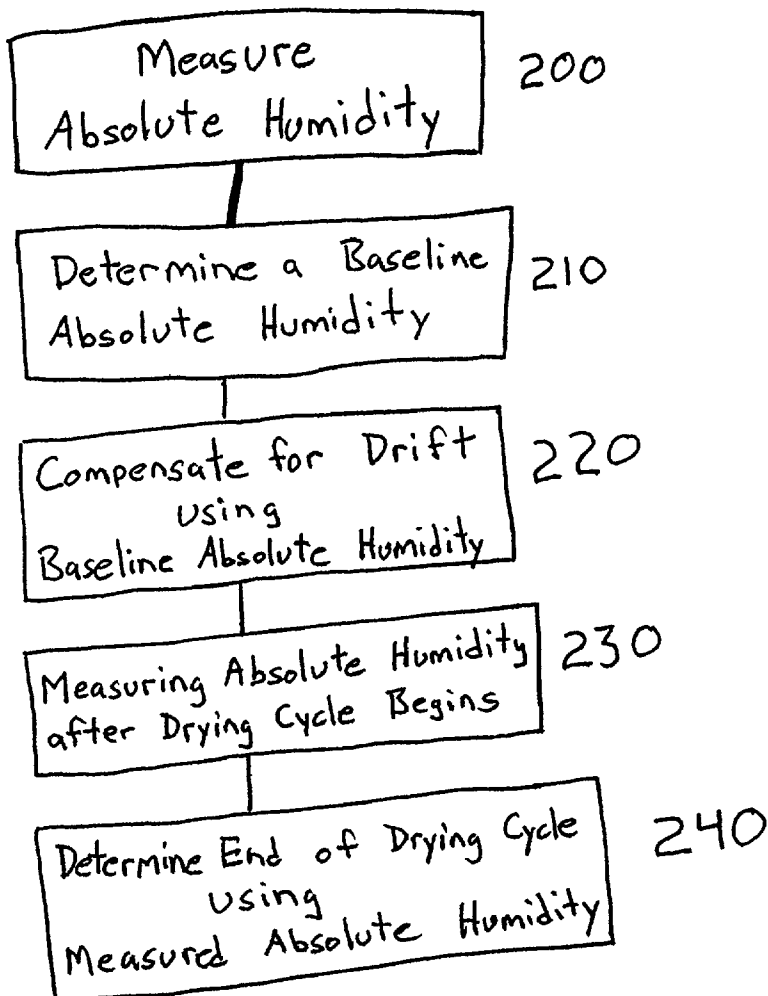 Measure
Absolute Humidity
200
Determine a Baseline
Absolute Humidity
210
Compensate for Drift
using
Baseline Absolute Humidity
220
Measuring Absolute Humidity
after Drying Cycle Begins
230
Determine End of Drying Cycle
using
Measured Absolute Humidity
240